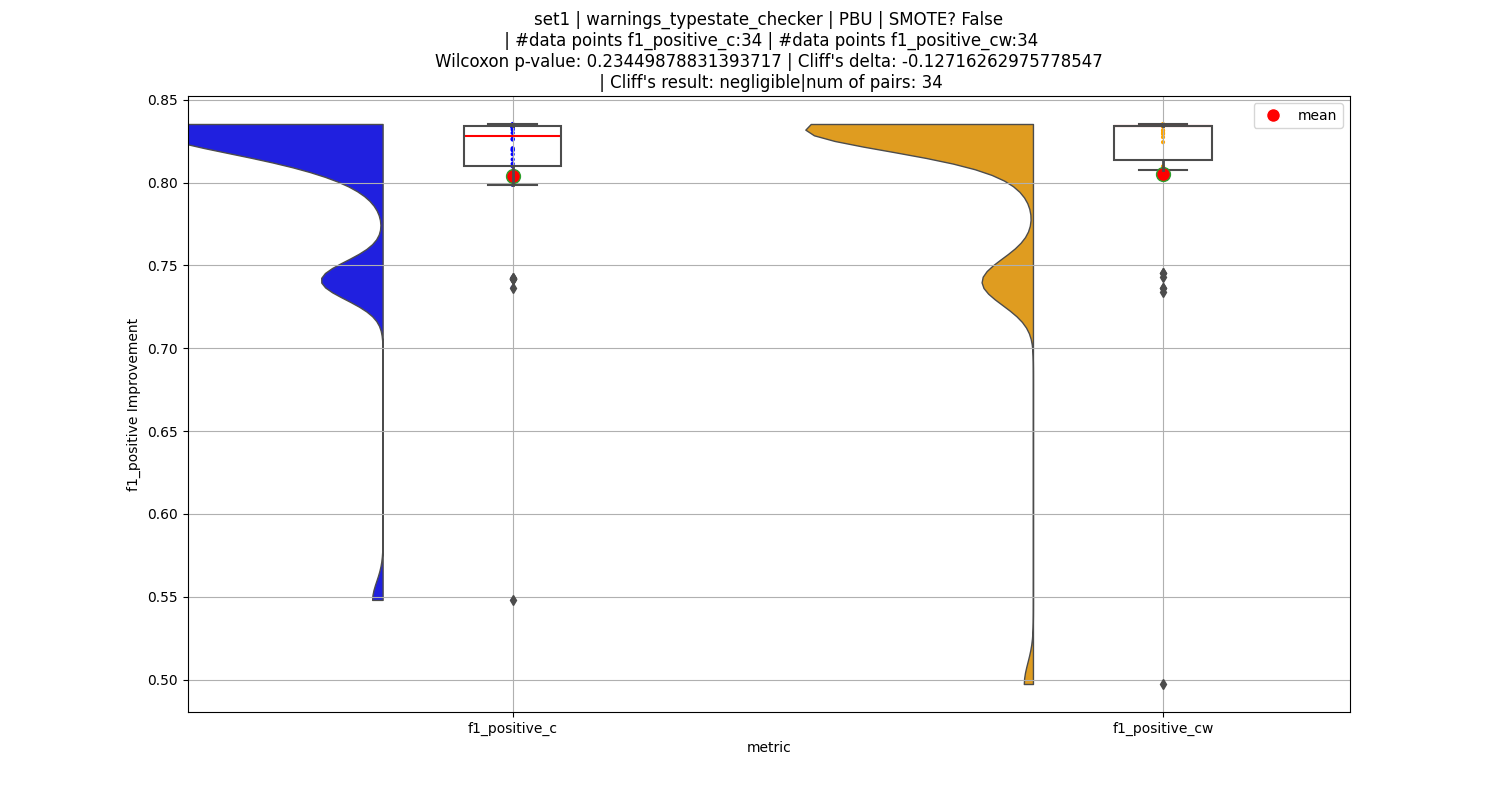 set1 | warnings_typestate_checker | PBU | SMOTE? False
| #data points f1_positive_c:34 | #data points f1_positive_cw:34
Wilcoxon p-value: 0.23449878831393717 | Cliff's delta: -0.12716262975778547
| Cliff's result: negligible|num of pairs: 34
mean
0.85
0.80
0.75
0.70
0.65
0.60
0.55
0.50
f1_positive Improvement
f1_positive_c
f1_positive_cw
metric